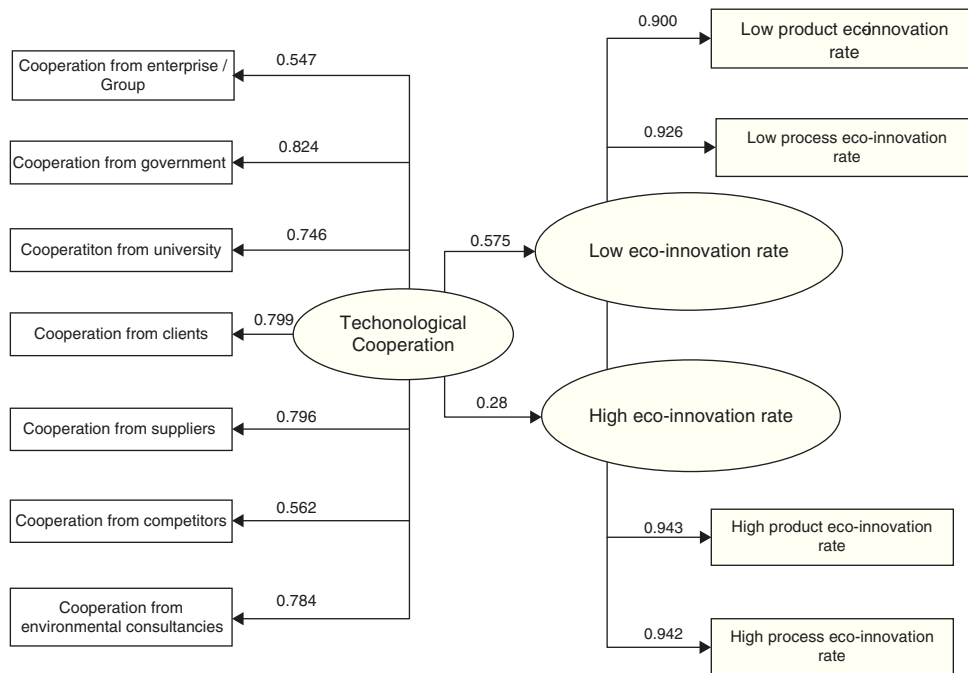 0.900
Low product ecoinnovation
rate
0.547
Cooperation from enterprise /
Group
0.926
Low process eco-innovation
rate
0.824
Cooperation from government
0.746
Cooperatiton from university
0.575
Low eco-innovation rate
0.799
Cooperation from clients
Techonological
Cooperation
0.28
High eco-innovation rate
0.796
Cooperation from suppliers
0.562
Cooperation from competitors
0.943
High product eco-innovation
rate
0.784
Cooperation from
environmental consultancies
0.942
High process eco-innovation
rate